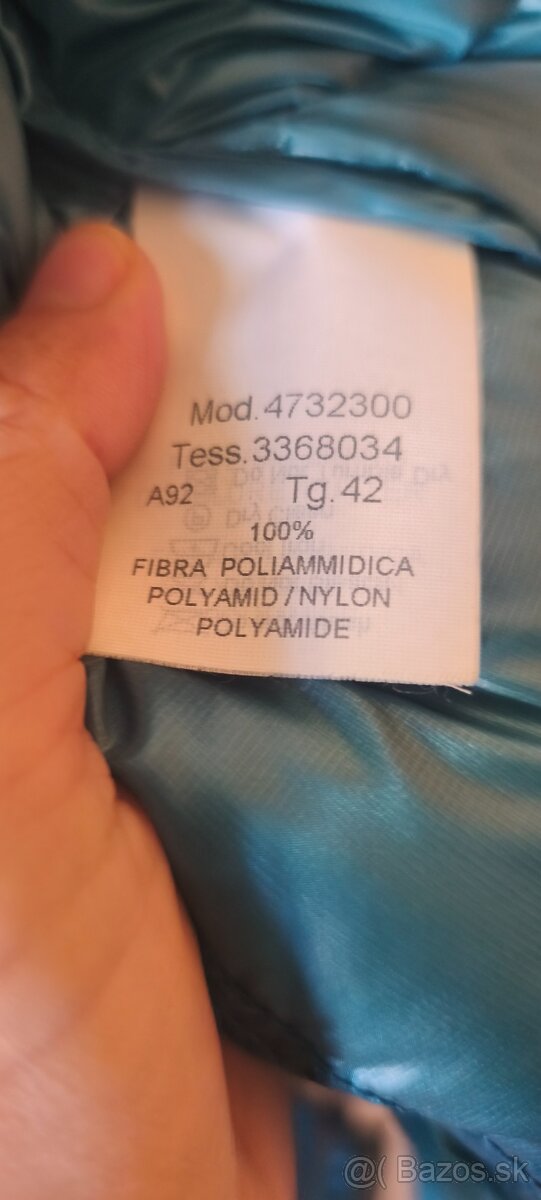 Mod.4732300
Tess.3368034
A92 Tg.42
100%
FIBRA POLIAMMIDICA
POLYAMID/NYLON
POLYAMIDE
@( Bazos.sk